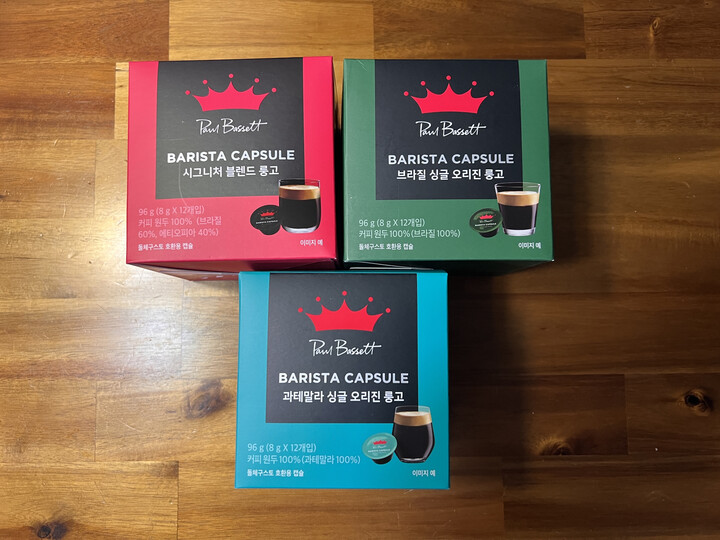 Paul Bassett
BARISTA CAPSULE
시그니처 블렌드 룽고
96 g (8 g X 12개입)
커피 원두 100% (브라질
60%, 에티오피아 40%)
돌체구스토 호환용 캡슐
이미지 예
Paul Bassett
BARISTA CAPSULE
브라질 싱글 오리진 룽고
96 g (8 g X 12개입)
커피 원두 100%(브라질 100%)
돌체구스토 호환용 캡슐
이미지 예
Paul Bassett
BARISTA CAPSULE
과테말라 싱글 오리진 룽고
96 g (8 g X 12개입)
커피 원두 100%(과테말라 100%)
돌체구스토 호환용 캡슐
이미지 예